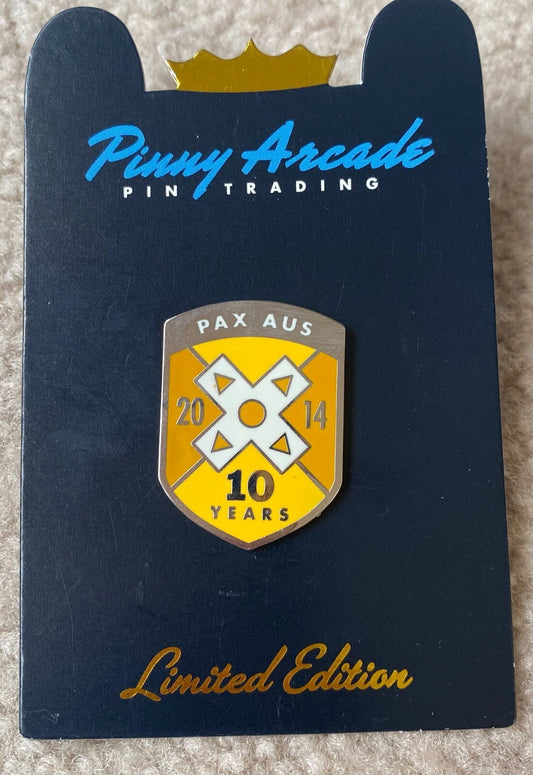 Pinny Arcade
PIN TRADING
PAX AUS
20 14
10
YEARS
Limited Edition